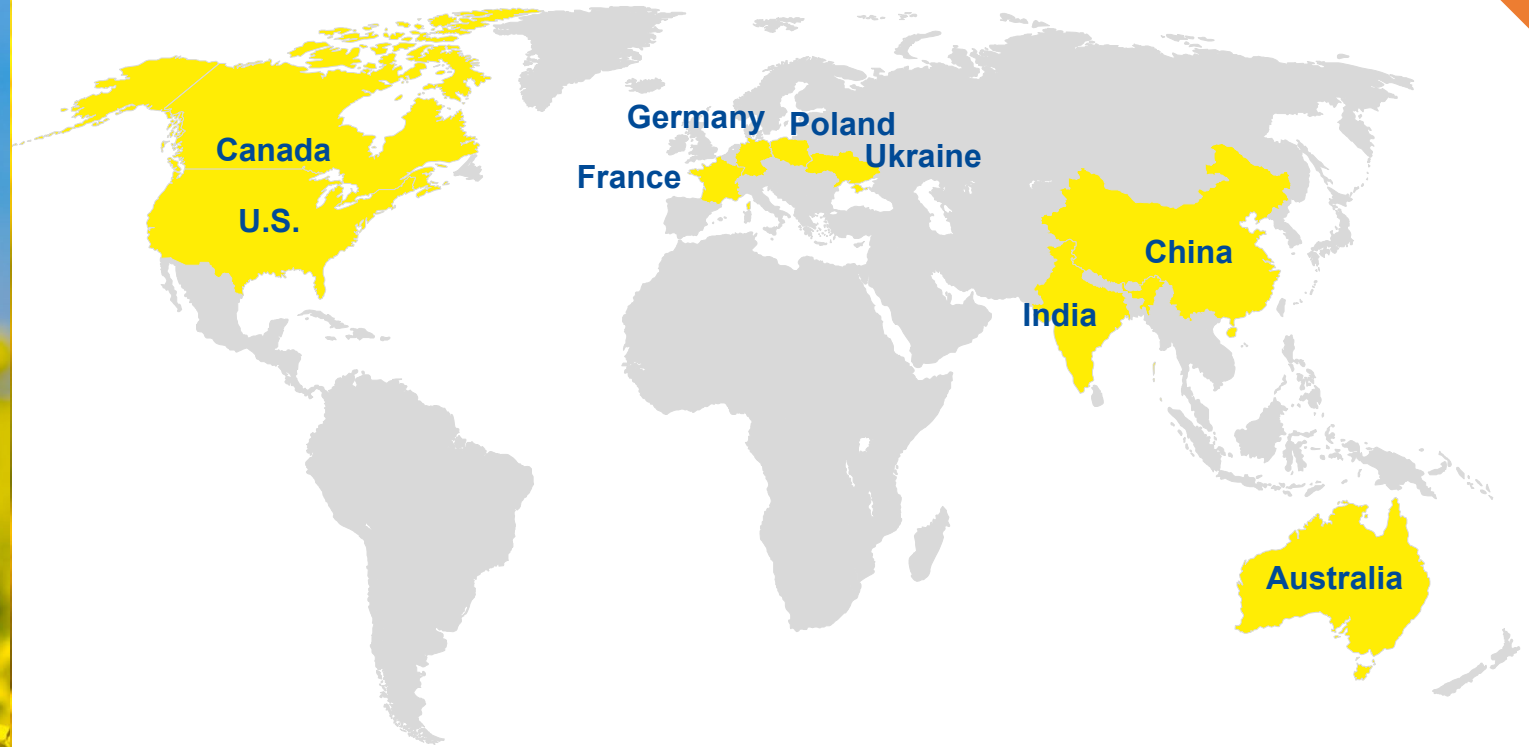 Germany
Poland
Canada
Ukraine
France
U.S.
China
India
Australia